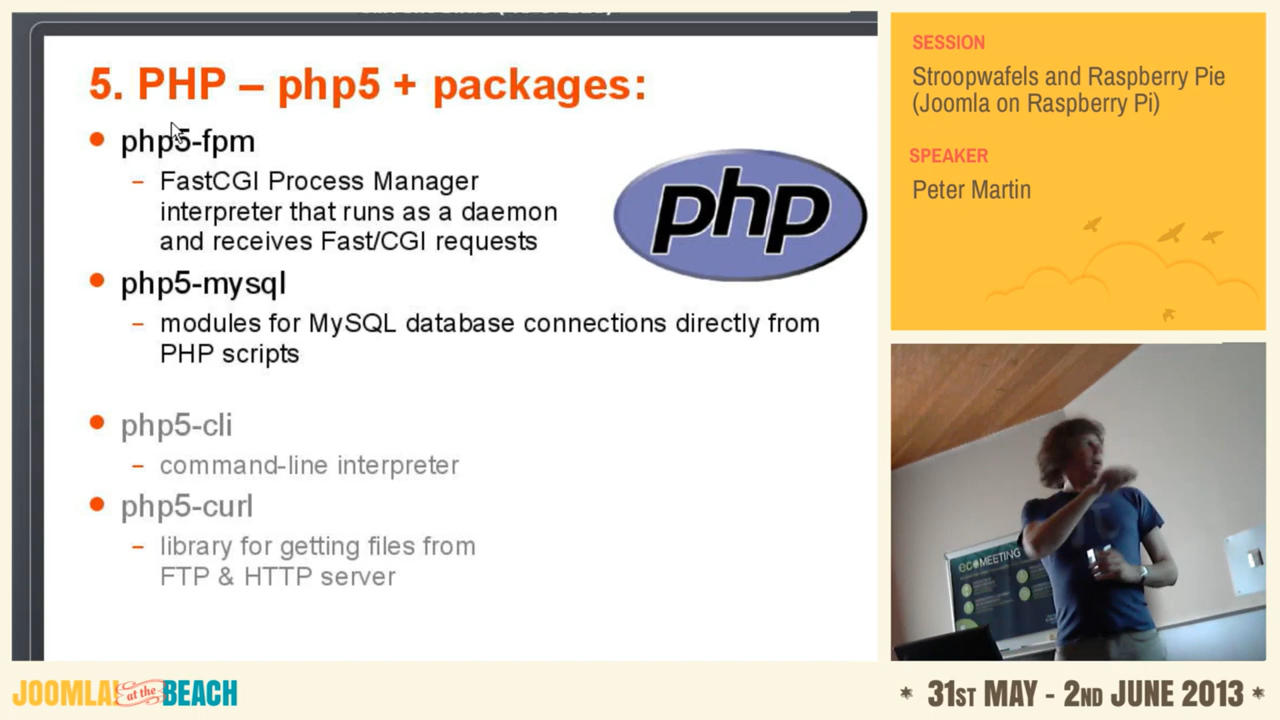 5. PHP – php5 + packages:
php5-fpm
– FastCGI Process Manager
interpreter that runs as a daemon
and receives Fast/CGI requests
php5-mysql
– modules for MySQL database connections directly from
PHP scripts
php5-cli
– command-line interpreter
php5-curl
– library for getting files from
FTP & HTTP server
php
SESSION
Stroopwafels and Raspberry Pie
(Joomla on Raspberry Pi)
SPEAKER
Peter Martin
ecoMEETING
JOOMLA! at the BEACH
* 31ST MAY - 2ND JUNE 2013 *